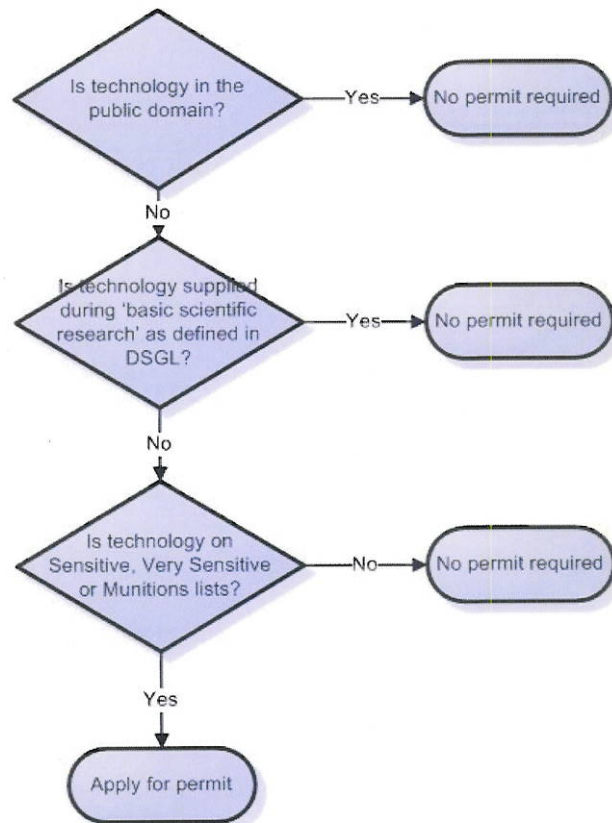 Is technology in the
public domain?
Yes
No permit required
No
Is technology supplied
during 'basic scientific
research' as defined in
DSGL?
Yes
No permit required
No
Is technology on
Sensitive, Very Sensitive
or Munitions lists?
No
No permit required
Yes
Apply for permit